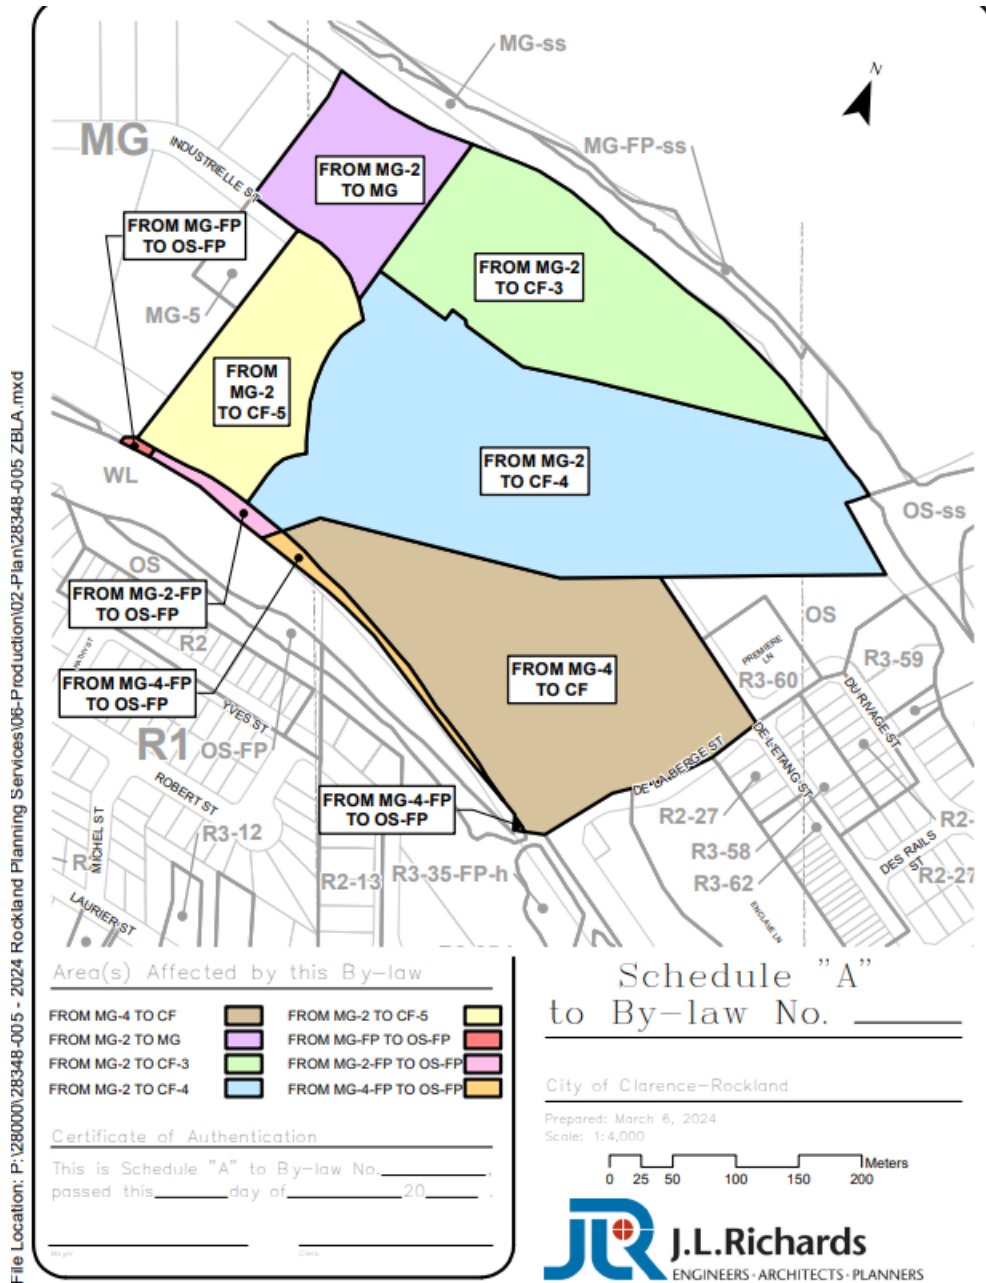 MG-ss
N
MG
INDUSTRIELLE ST
MG-FP-ss
FROM MG-2
TO MG
FROM MG-FP
TO OS-FP
FROM MG-2
TO CF-3
MG-5
FROM
MG-2
TO CF-5
WL
FROM MG-2
TO CF-4
OS-ss
OS
FROM MG-2-FP
TO OS-FP
OS
R2
PREMIERE
LN
R3-59
FROM MG-4
TO CF
R3-60
FROM MG-4-FP
TO OS-FP
DU RIVAGE ST
YVES ST
R1
OS-FP
DE L'ETANG ST
DE LA BERGE ST
ROBERT ST
FROM MG-4-FP
TO OS-FP
R2-27
R3-12
MICHEL ST
R3-58
DES RAILS
ST
R3-62
R2-27
R2-13
R3-35-FP-h
LAURIER ST
ENCLAVE LN
File Location: P:\28000\28348-005 - 2024 Rockland Planning Services\06-Production\02-Plan\28348-005 ZBLA.mxd
Area(s) Affected by this By-law
FROM MG-4 TO CF
FROM MG-2 TO MG
FROM MG-2 TO CF-3
FROM MG-2 TO CF-4
FROM MG-2 TO CF-5
FROM MG-FP TO OS-FP
FROM MG-2-FP TO OS-FP
FROM MG-4-FP TO OS-FP
Certificate of Authentication
This is Schedule "A" to By-law No.__________,
passed this________day of____________20______.
Mayor
Clerk
Schedule "A"
to By-law No. ______
City of Clarence-Rockland
Prepared: March 6, 2024
Scale: 1:4,000
Meters
0 25 50 100 150 200
JLR
J.L.Richards
ENGINEERS · ARCHITECTS · PLANNERS